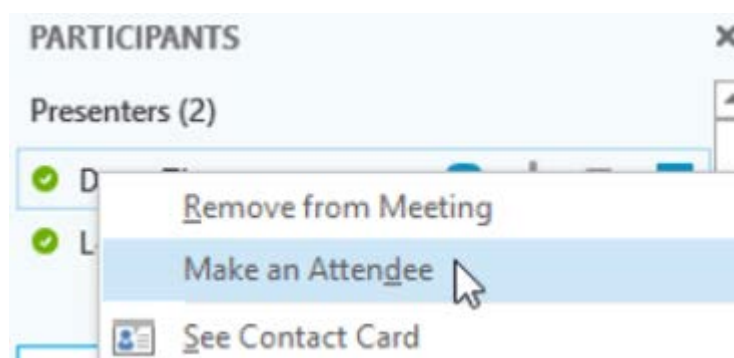 PARTICIPANTS
Presenters (2)
Remove from Meeting
Make an Attendee
See Contact Card